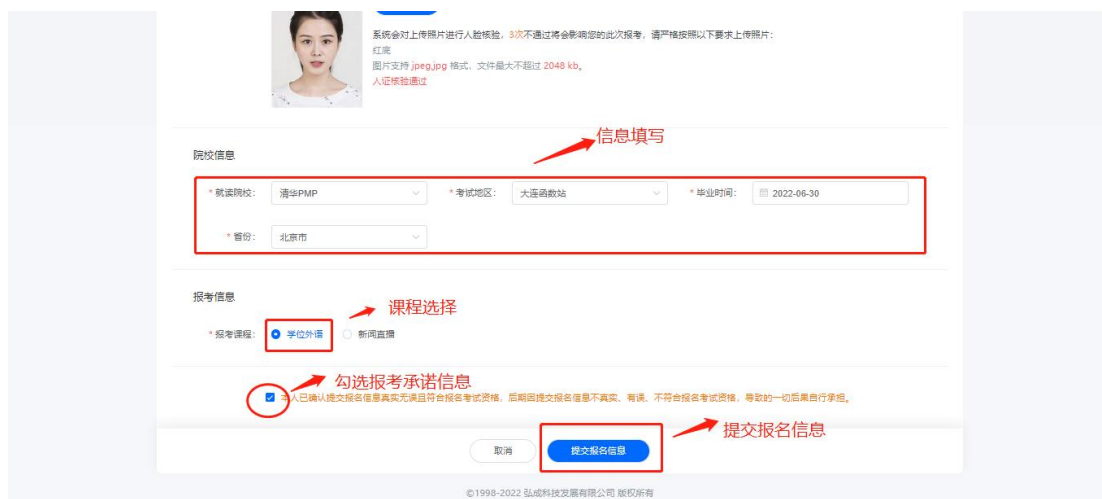 系统会对上传照片进行人脸核验，3次不通过将会影响您的此次报考，请严格按照以下要求上传照片：
红底
图片支持 jpeg,jpg 格式，文件最大不超过 2048 kb。
人证核验通过
信息填写
院校信息
* 就读院校： 清华PMP * 考试地区： 大连函数站 * 毕业时间： 2022-06-30
* 省份： 北京市
报考信息
课程选择
* 报考课程： 学位外语 新闻直播
勾选报考承诺信息
本人已确认提交报名信息真实无误且符合报名考试资格，后期因提交报名信息不真实、有误、不符合报名考试资格，导致的一切后果自行承担。
提交报名信息
取消 提交报名信息
©1998-2022 弘成科技发展有限公司 版权所有